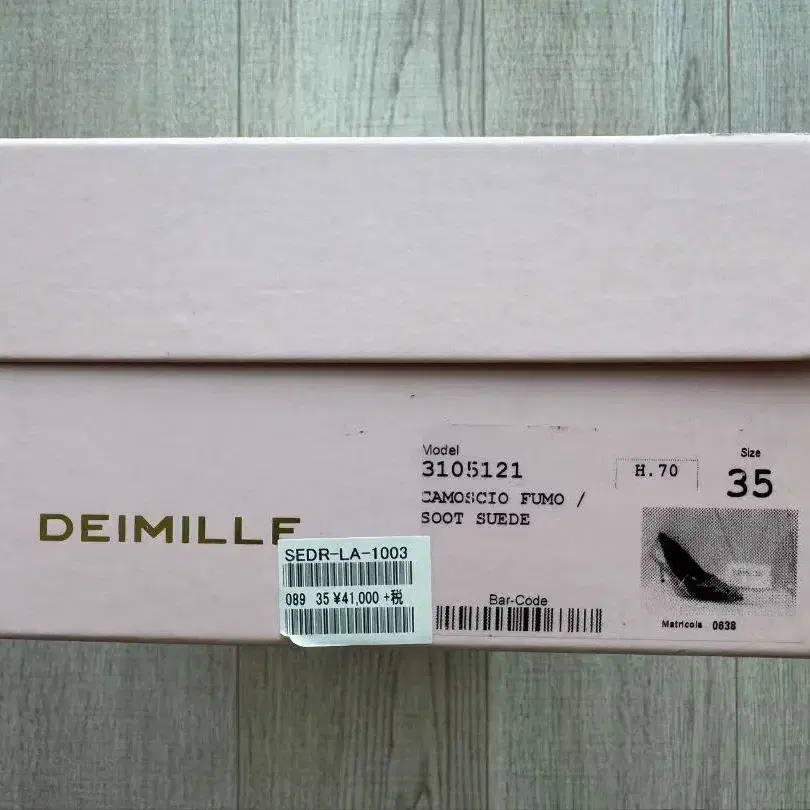 Model
3105121
H.70
Size
35
CAMOSCIO FUMO /
SOOT SUEDE
DEIMILLE
SEDR-LA-1003
089 35 ¥41,000 +税
Bar-Code
Matricola 0638